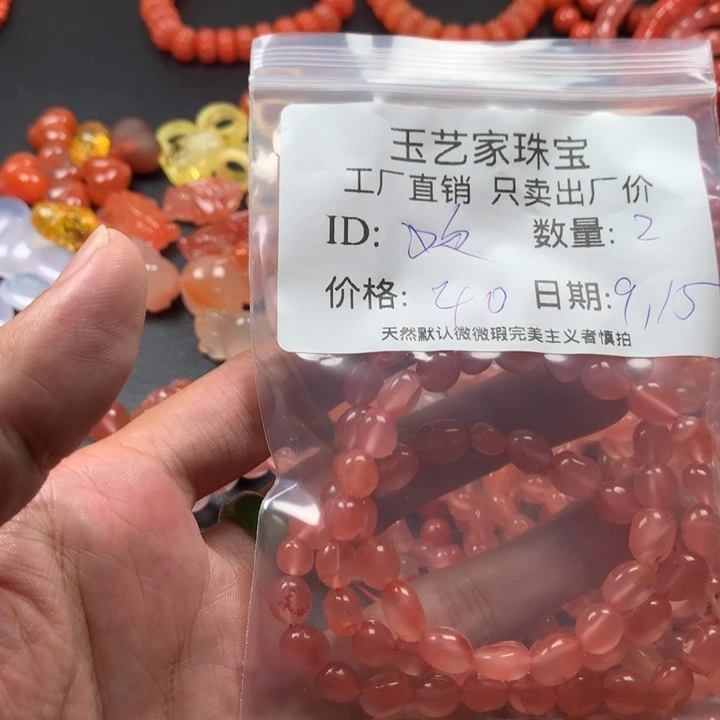 玉艺家珠宝
工厂直销 只卖出厂价
ID: 数量: 2
价格: 40 日期: 9,15
天然默认微微瑕完美主义者慎拍